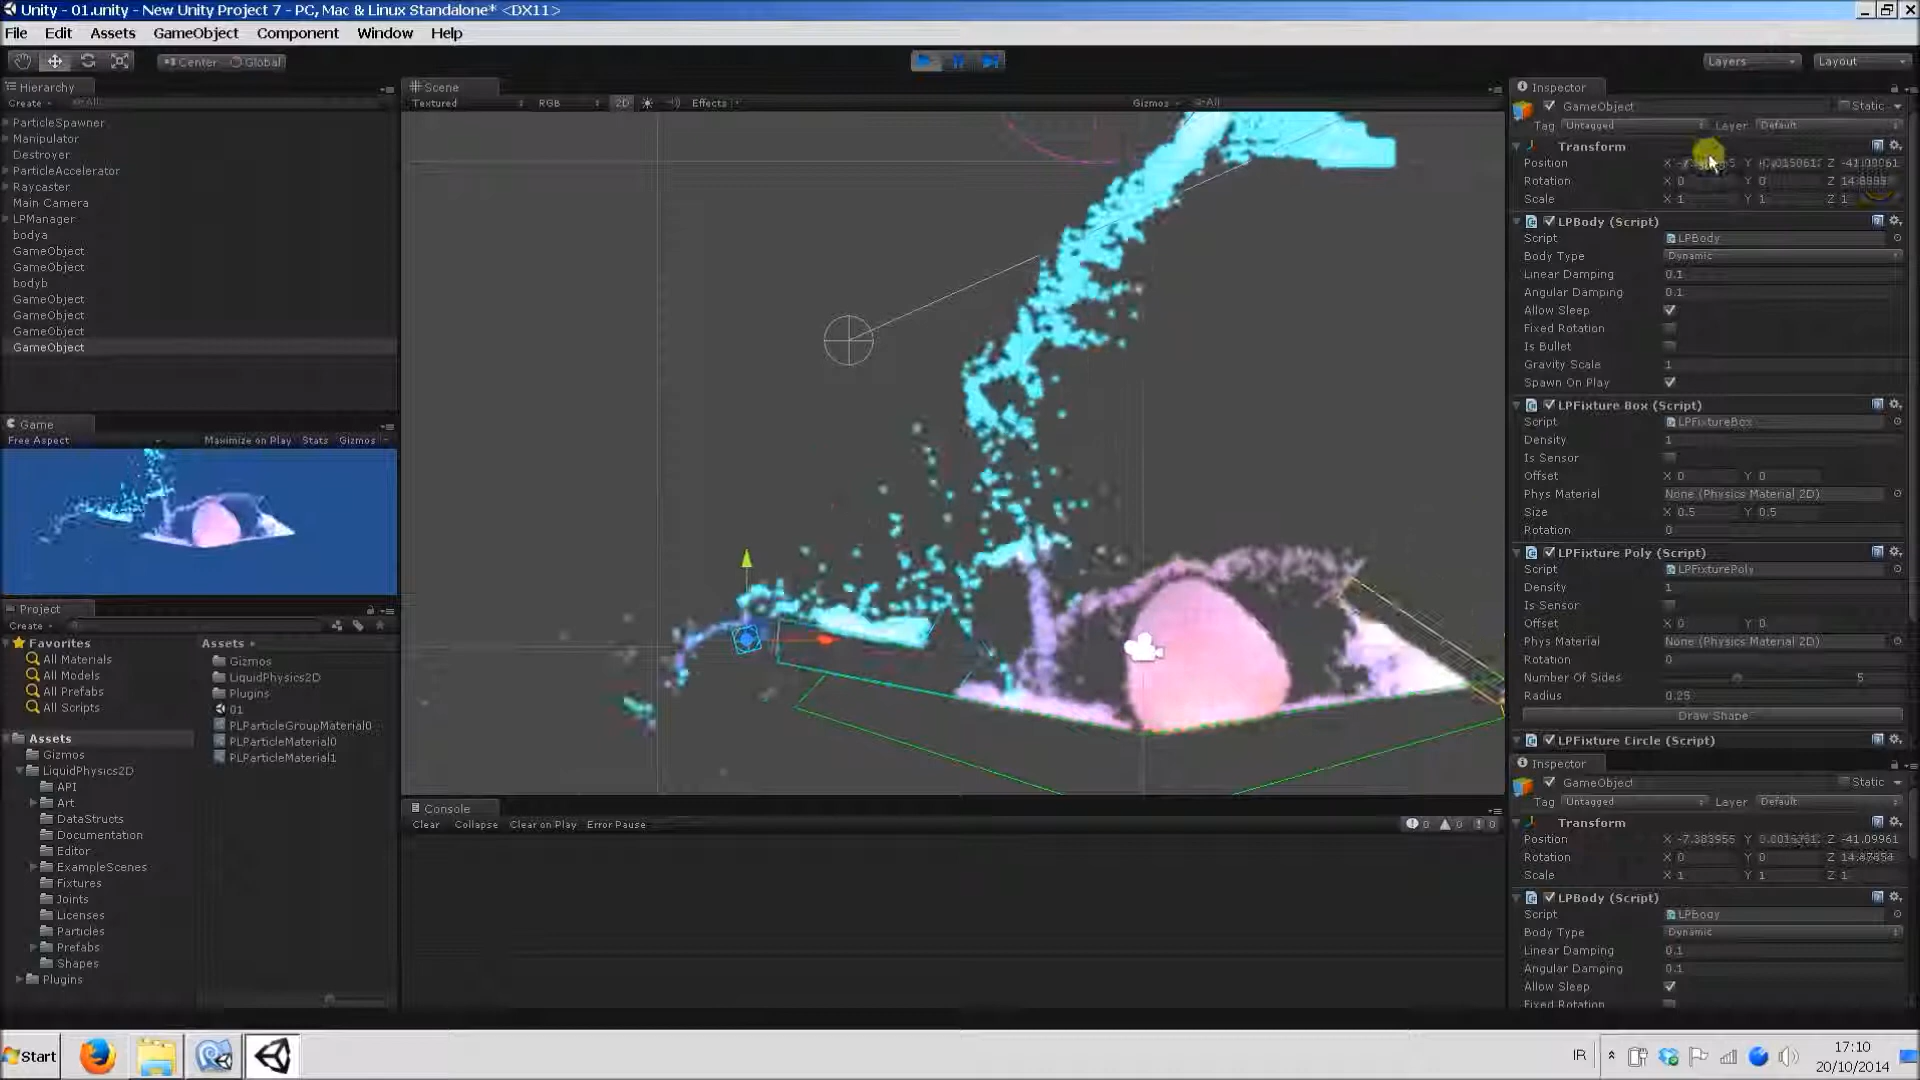 Unity - 01.unity - New Unity Project 7 - PC, Mac & Linux Standalone* <DX11>
File Edit Assets GameObject Component Window Help
Center Global
Layers Layout
Hierarchy
Create
ParticleSpawner
Manipulator
Destroyer
ParticleAccelerator
Raycaster
Main Camera
LPManager
bodya
GameObject
GameObject
bodyb
GameObject
GameObject
GameObject
GameObject
Game
Free Aspect Maximize on Play Stats Gizmos
Project
Create
Favorites
All Materials
All Models
All Prefabs
All Scripts
Assets
Gizmos
LiquidPhysics2D
API
Art
DataStructs
Documentation
Editor
ExampleScenes
Fixtures
Joints
Licenses
Particles
Prefabs
Shapes
Plugins
Assets
Gizmos
LiquidPhysics2D
Plugins
01
PLParticleGroupMaterial0
PLParticleMaterial0
PLParticleMaterial1
Scene
Textured RGB 2D Effects Gizmos All
Console
Clear Collapse Clear on Play Error Pause 0 0 0
Inspector
GameObject Static
Tag Untagged Layer Default
Transform
Position X Y Z -41.09961
Rotation X 0 Y 0 Z
Scale X 1 Y 1 Z 1
LPBody (Script)
Script LPBody
Body Type Dynamic
Linear Damping 0.1
Angular Damping 0.1
Allow Sleep
Fixed Rotation
Is Bullet
Gravity Scale 1
Spawn On Play
LPFixture Box (Script)
Script LPFixtureBox
Density 1
Is Sensor
Offset X 0 Y 0
Phys Material None (Physics Material 2D)
Size X 0.5 Y 0.5
Rotation 0
LPFixture Poly (Script)
Script LPFixturePoly
Density 1
Is Sensor
Offset X 0 Y 0
Phys Material None (Physics Material 2D)
Rotation 0
Number Of Sides 5
Radius 0.25
Draw Shape
LPFixture Circle (Script)
Inspector
GameObject Static
Tag Untagged Layer Default
Transform
Position X -7.383955 Y Z -41.09961
Rotation X 0 Y 0 Z
Scale X 1 Y 1 Z 1
LPBody (Script)
Script LPBody
Body Type Dynamic
Linear Damping 0.1
Angular Damping 0.1
Allow Sleep
Fixed Rotation
Start
IR
17:10
20/10/2014